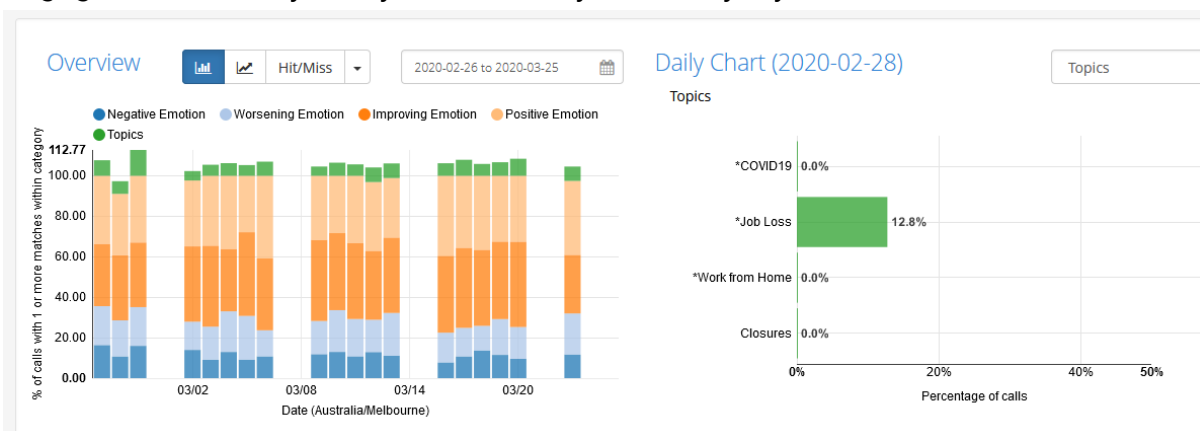 Overview
Hit/Miss
2020-02-26 to 2020-03-25
Negative Emotion Worsening Emotion Improving Emotion Positive Emotion
Topics
% of calls with 1 or more matches within category
112.77
100.00
80.00
60.00
40.00
20.00
0.00
03/02 03/08 03/14 03/20
Date (Australia/Melbourne)
Daily Chart (2020-02-28)
Topics
Topics
*COVID19 0.0%
*Job Loss 12.8%
*Work from Home 0.0%
Closures 0.0%
0% 20% 40% 50%
Percentage of calls